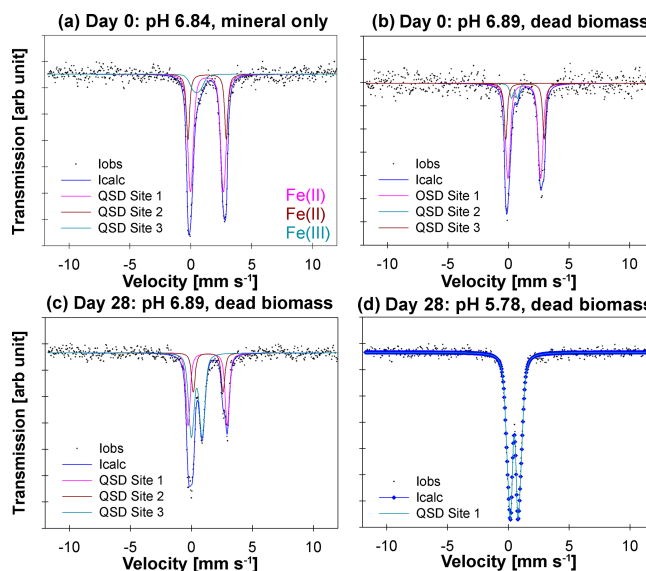 (a) Day 0: pH 6.84, mineral only
Transmission [arb unit]
Iobs
Icalc
QSD Site 1
QSD Site 2
QSD Site 3
Fe(II)
Fe(II)
Fe(III)
-10 -5 0 5 10
Velocity [mm s-1]
(b) Day 0: pH 6.89, dead biomass
Iobs
Icalc
QSD Site 1
QSD Site 2
QSD Site 3
-10 -5 0 5 10
Velocity [mm s-1]
(c) Day 28: pH 6.89, dead biomass
Transmission [arb unit]
Iobs
Icalc
QSD Site 1
QSD Site 2
QSD Site 3
-10 -5 0 5 10
Velocity [mm s-1]
(d) Day 28: pH 5.78, dead biomass
Iobs
Icalc
QSD Site 1
-10 -5 0 5 10
Velocity [mm s-1]